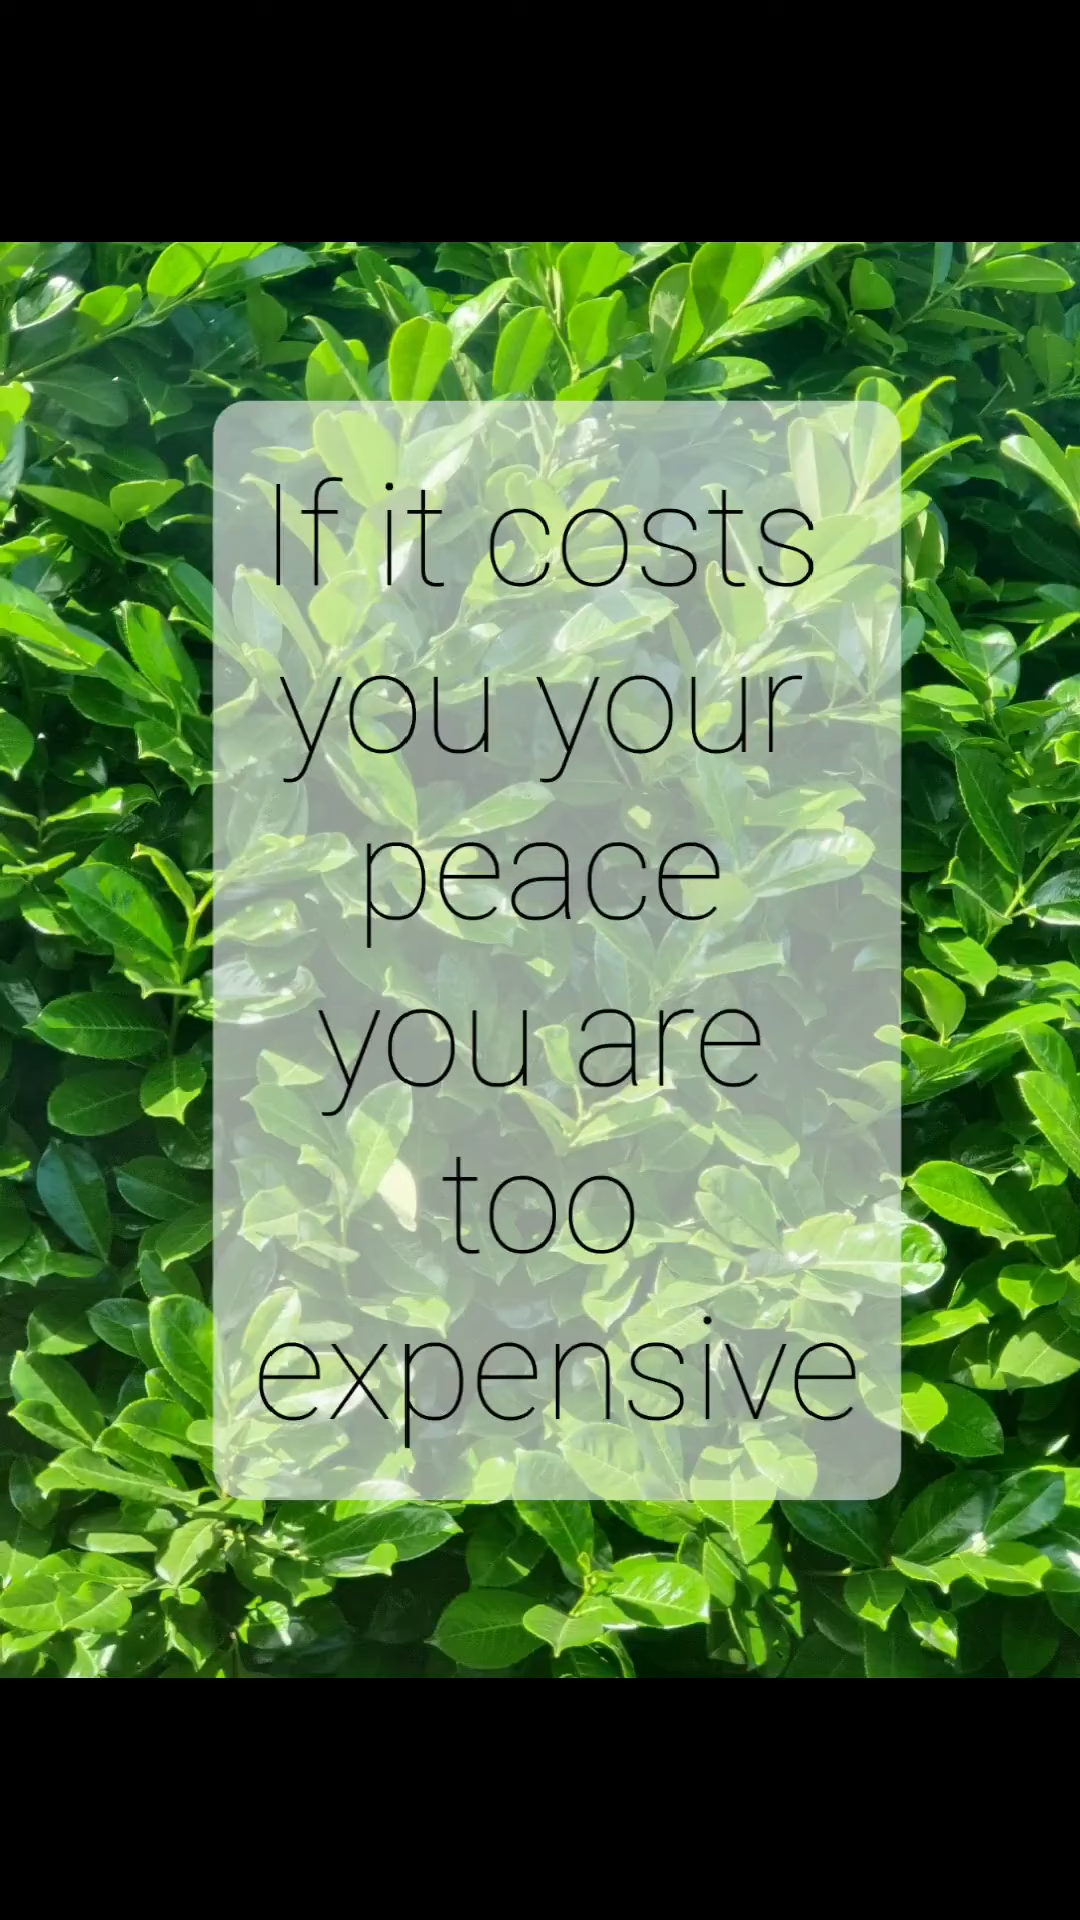 If it costs
you your
peace
you are
too
expensive